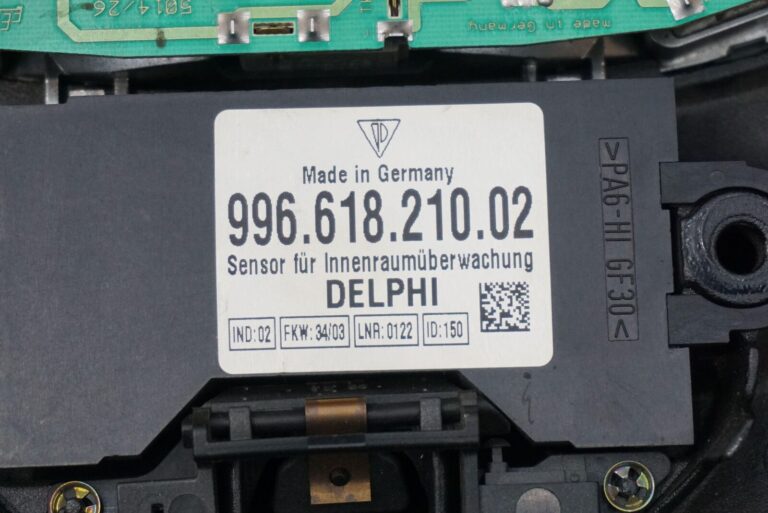 5014/26
made in Germany
Made in Germany
996.618.210.02
Sensor für Innenraumüberwachung
DELPHI
IND:02 FKW:34/03 LNR:0122 ID:150
>PA6-HI GF30<